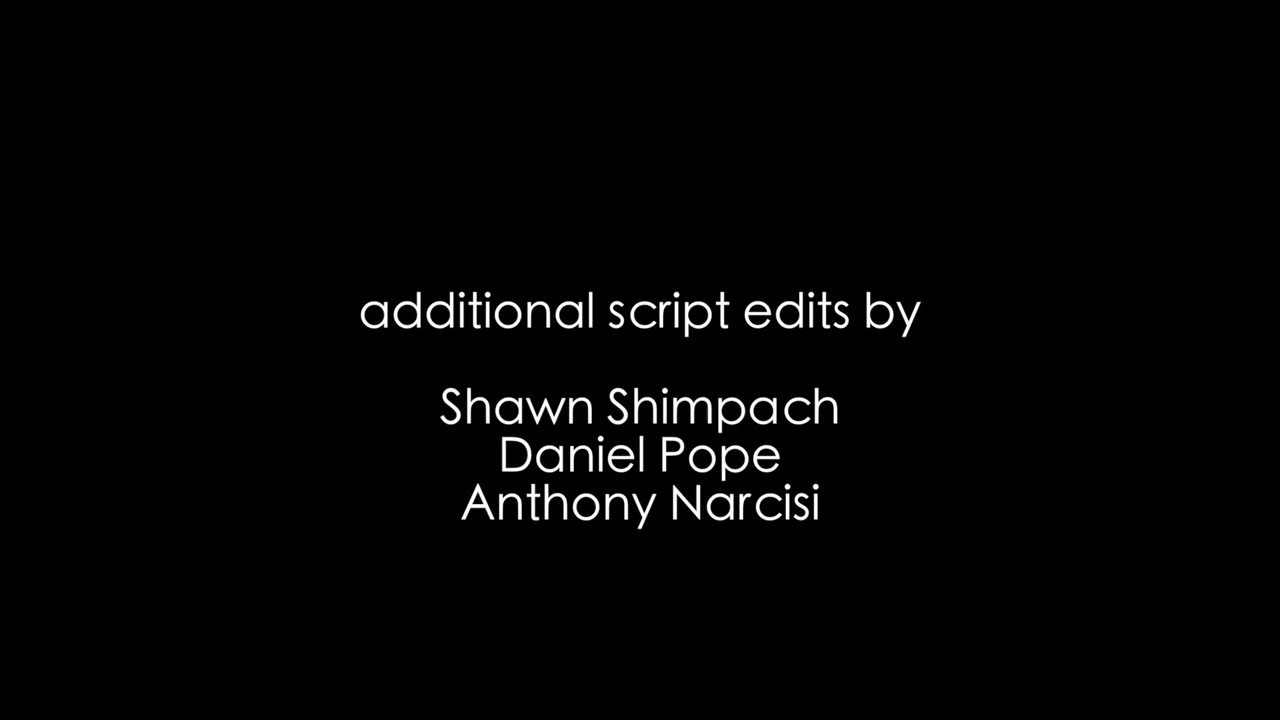 additional script edits by
Shawn Shimpach
Daniel Pope
Anthony Narcisi